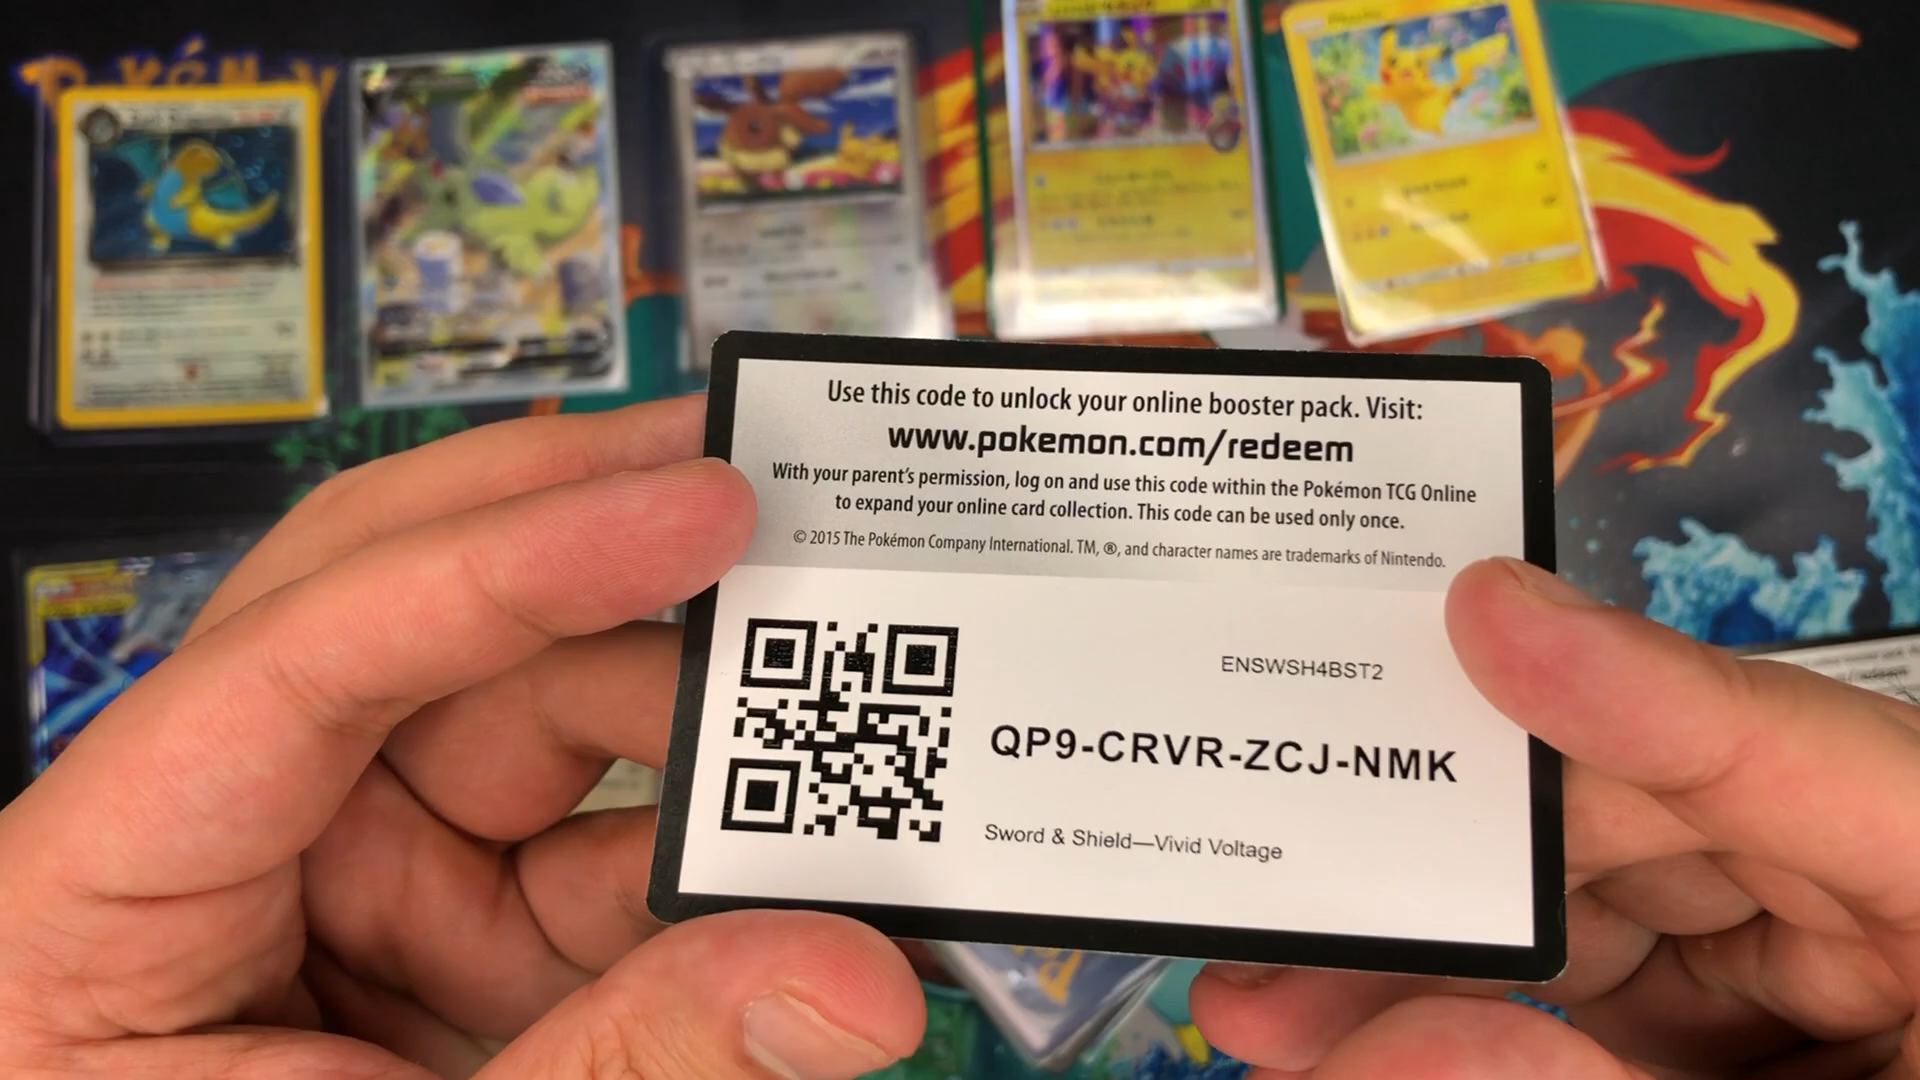 Use this code to unlock your online booster pack. Visit:
www.pokemon.com/redeem
With your parent's permission, log on and use this code within the Pokémon TCG Online
to expand your online card collection. This code can be used only once.
© 2015 The Pokémon Company International. TM, ®, and character names are trademarks of Nintendo.
ENSWSH4BST2
QP9-CRVR-ZCJ-NMK
Sword & Shield—Vivid Voltage